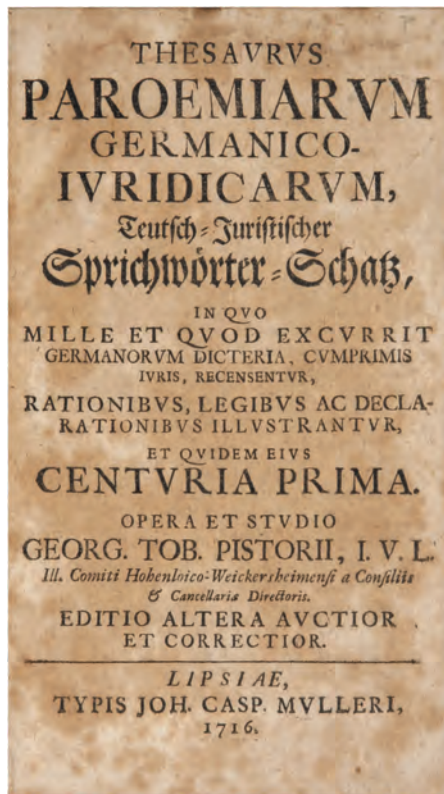 THESAVRVS
PAROEMIARVM
GERMANICO-
IVRIDICARVM,
Teutsch-Juristischer
Sprichwörter-Schatz,
IN QVO
MILLE ET QVOD EXCVRRIT
GERMANORVM DICTERIA, CVMPRIMIS
IVRIS, RECENSENTVR,
RATIONIBVS, LEGIBVS AC DECLA-
RATIONIBVS ILLVSTRANTVR,
ET QVIDEM EIVS
CENTVRIA PRIMA.
OPERA ET STVDIO
GEORG. TOB. PISTORII, I. V. L.
Ill. Comiti Hohenloico-Weickersheimensi a Consiliis
& Cancellariæ Directoris.
EDITIO ALTERA AVCTIOR
ET CORRECTIOR.
LIPSIAE,
TYPIS JOH. CASP. MVLLERI,
1716.